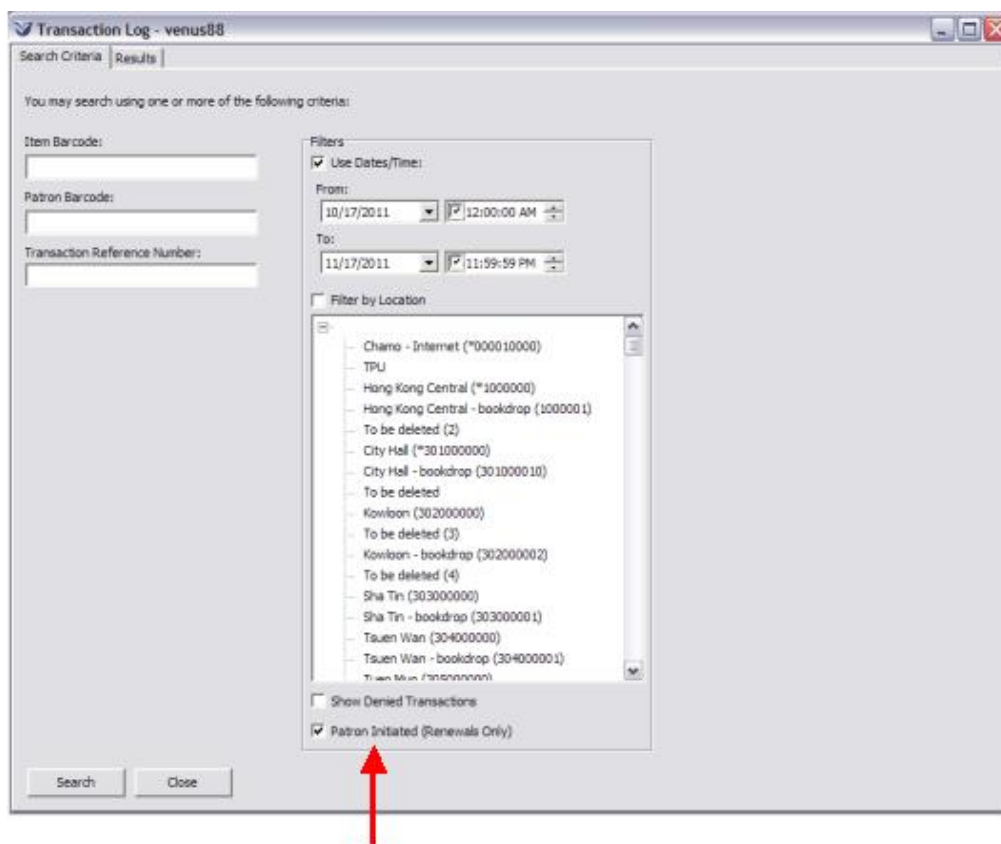 Transaction Log - venus88
Search Criteria
Results
You may search using one or more of the following criteria:
Item Barcode:
Patron Barcode:
Transaction Reference Number:
Filters
Use Dates/Time:
From:
10/17/2011 12:00:00 AM
To:
11/17/2011 11:59:59 PM
Filter by Location
Chamo - Internet (*000010000)
TPU
Hong Kong Central (*1000000)
Hong Kong Central - bookdrop (1000001)
To be deleted (2)
City Hall (*301000000)
City Hall - bookdrop (301000010)
To be deleted
Kowloon (302000000)
To be deleted (3)
Kowloon - bookdrop (302000002)
To be deleted (4)
Sha Tin (303000000)
Sha Tin - bookdrop (303000001)
Tsuen Wan (304000000)
Tsuen Wan - bookdrop (304000001)
Tuen Mun (305000000)
Show Denied Transactions
Patron Initiated (Renewals Only)
Search
Close